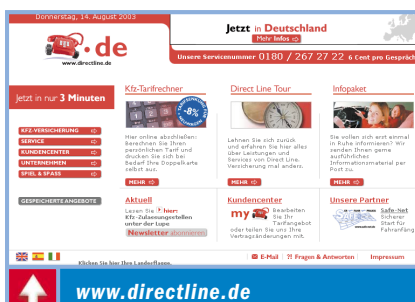 Donnerstag, 14. August 2003
.de
www.directline.de
Jetzt in Deutschland
Mehr Infos
Unsere Servicenummer 0180 / 267 27 22 6 Cent pro Gespräch
Jetzt in nur 3 Minuten
KFZ-VERSICHERUNG
SERVICE
KUNDENCENTER
UNTERNEHMEN
SPIEL & SPASS
GESPEICHERTE ANGEBOTE
Kfz-Tarifrechner
-8%
Hier online abschließen:
Berechnen Sie Ihren
persönlichen Tarif und
drucken Sie sich bei
Bedarf Ihre Doppelkarte
selbst aus.
MEHR
Direct Line Tour
Lehnen Sie sich zurück
und erfahren Sie hier alles
über Leistungen und
Services von Direct Line.
Versicherung mal anders.
MEHR
Infopaket
Sie wollen sich erst einmal
in Ruhe informieren? Wir
senden Ihnen gerne
ausführliches
Informationsmaterial per
Post zu.
MEHR
Aktuell
Lesen Sie hier:
Kfz-Zulassungsstellen
unter der Lupe
Newsletter abonnieren
Kundencenter
my Bearbeiten
Sie Ihr
Tarifangebot
oder teilen Sie uns Ihre
Vertragsänderungen mit.
Unsere Partner
Safe-Net
Sicherer
Start für
Fahranfäng
Klicken Sie hier Ihre Landesflagge.
E-Mail
?! Fragen & Antworten
Impressum
www.directline.de